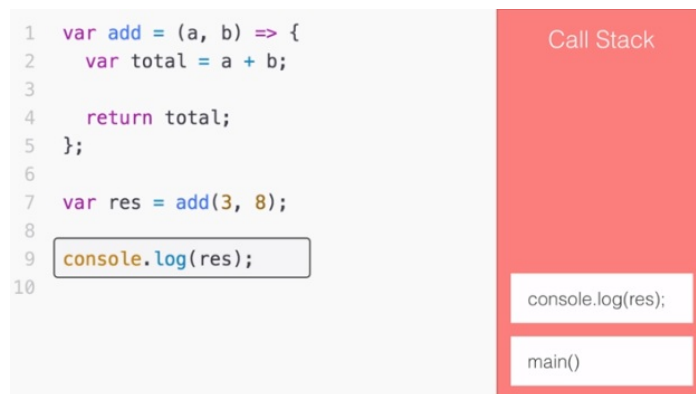 1 var add = (a, b) => {
2   var total = a + b;
3
4   return total;
5 };
6
7 var res = add(3, 8);
8
9 console.log(res);
10
Call Stack
console.log(res);
main()